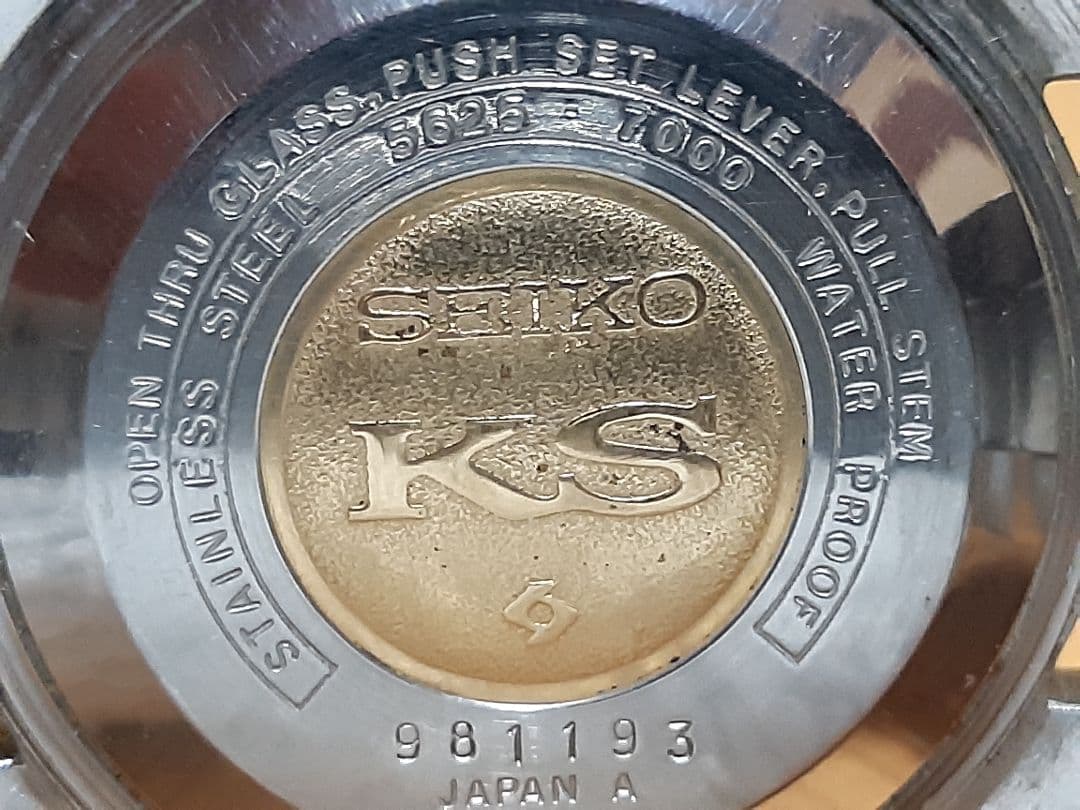 OPEN THRU GLASS, PUSH SET LEVER, PULL STEM
STAINLESS STEEL 5625-7000 WATER PROOF
SEIKO
KS
981193
JAPAN A